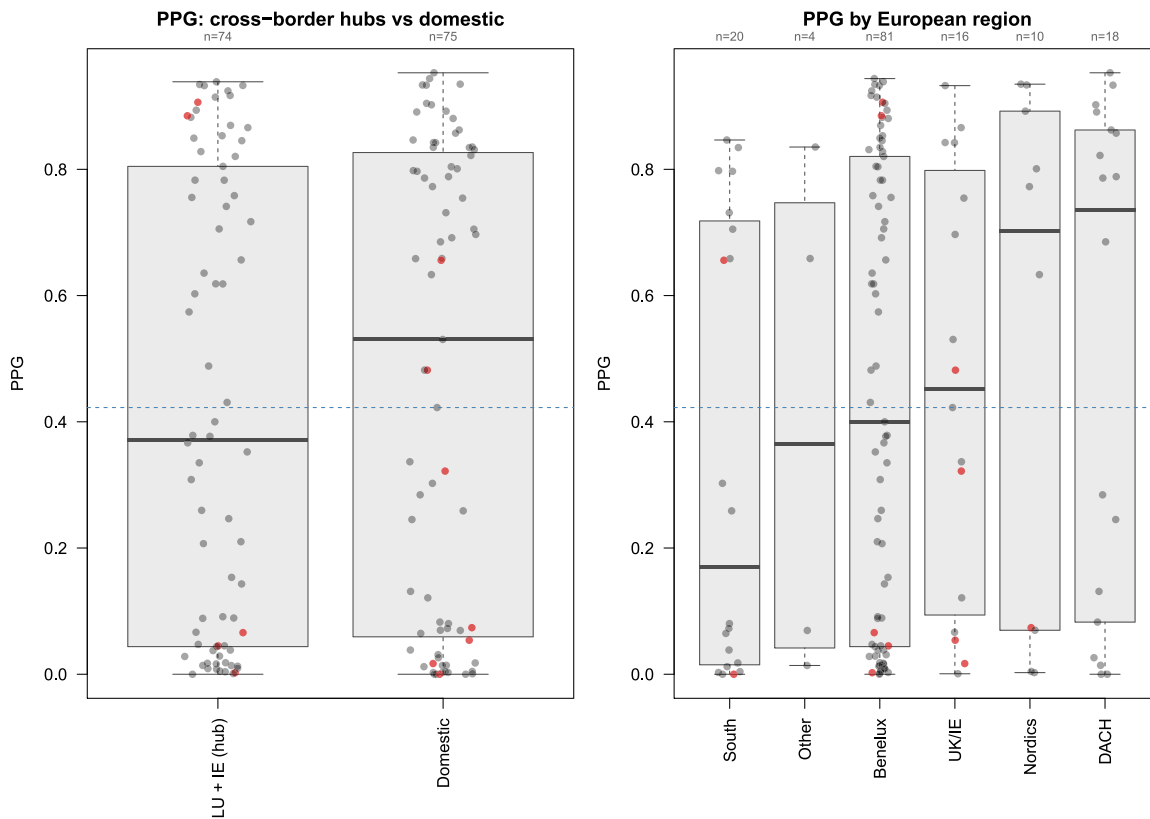 PPG: cross−border hubs vs domestic
n=74
n=75
PPG
0.8
0.6
0.4
0.2
0.0
LU + IE (hub)
Domestic
PPG by European region
n=20
n=4
n=81
n=16
n=10
n=18
PPG
0.8
0.6
0.4
0.2
0.0
South
Other
Benelux
UK/IE
Nordics
DACH